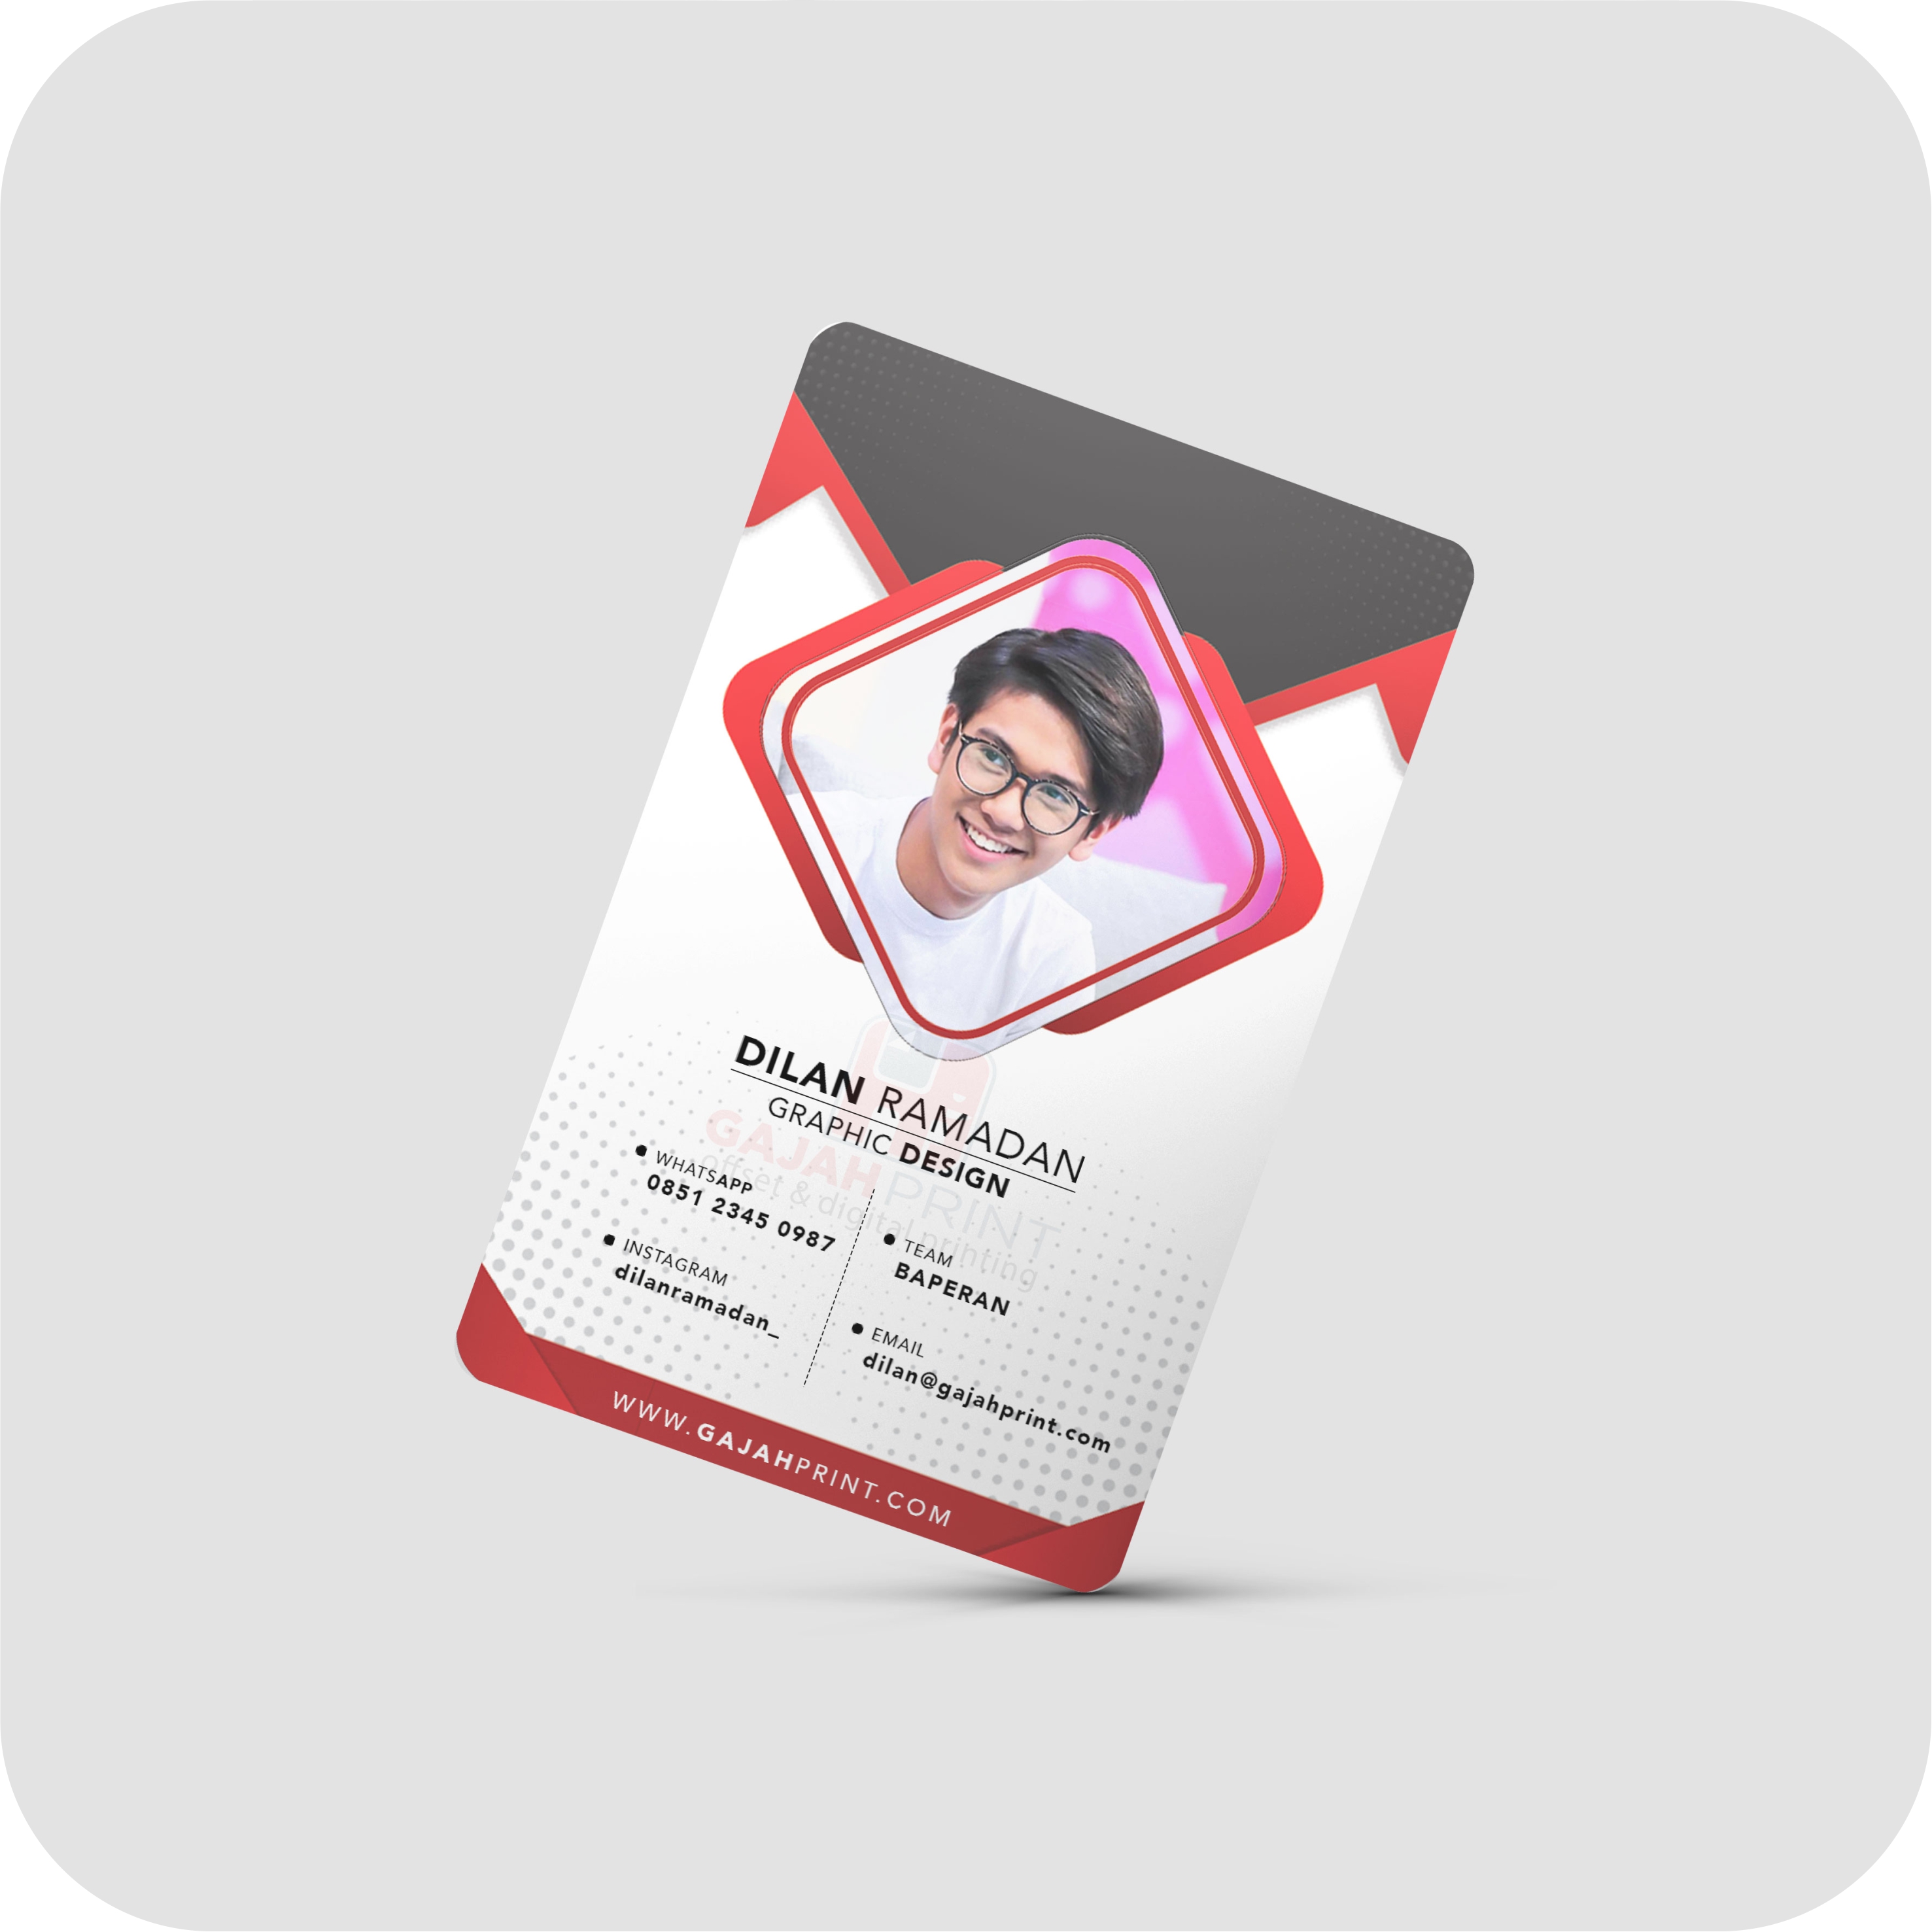 DILAN RAMADAN
GRAPHIC DESIGN
WHATSAPP
0851 2345 0987
INSTAGRAM
dilanramadan_
TEAM
BAPERAN
EMAIL
dilan@gajahprint.com
GAJAHPRINT
offset & digital printing
WWW.GAJAHPRINT.COM